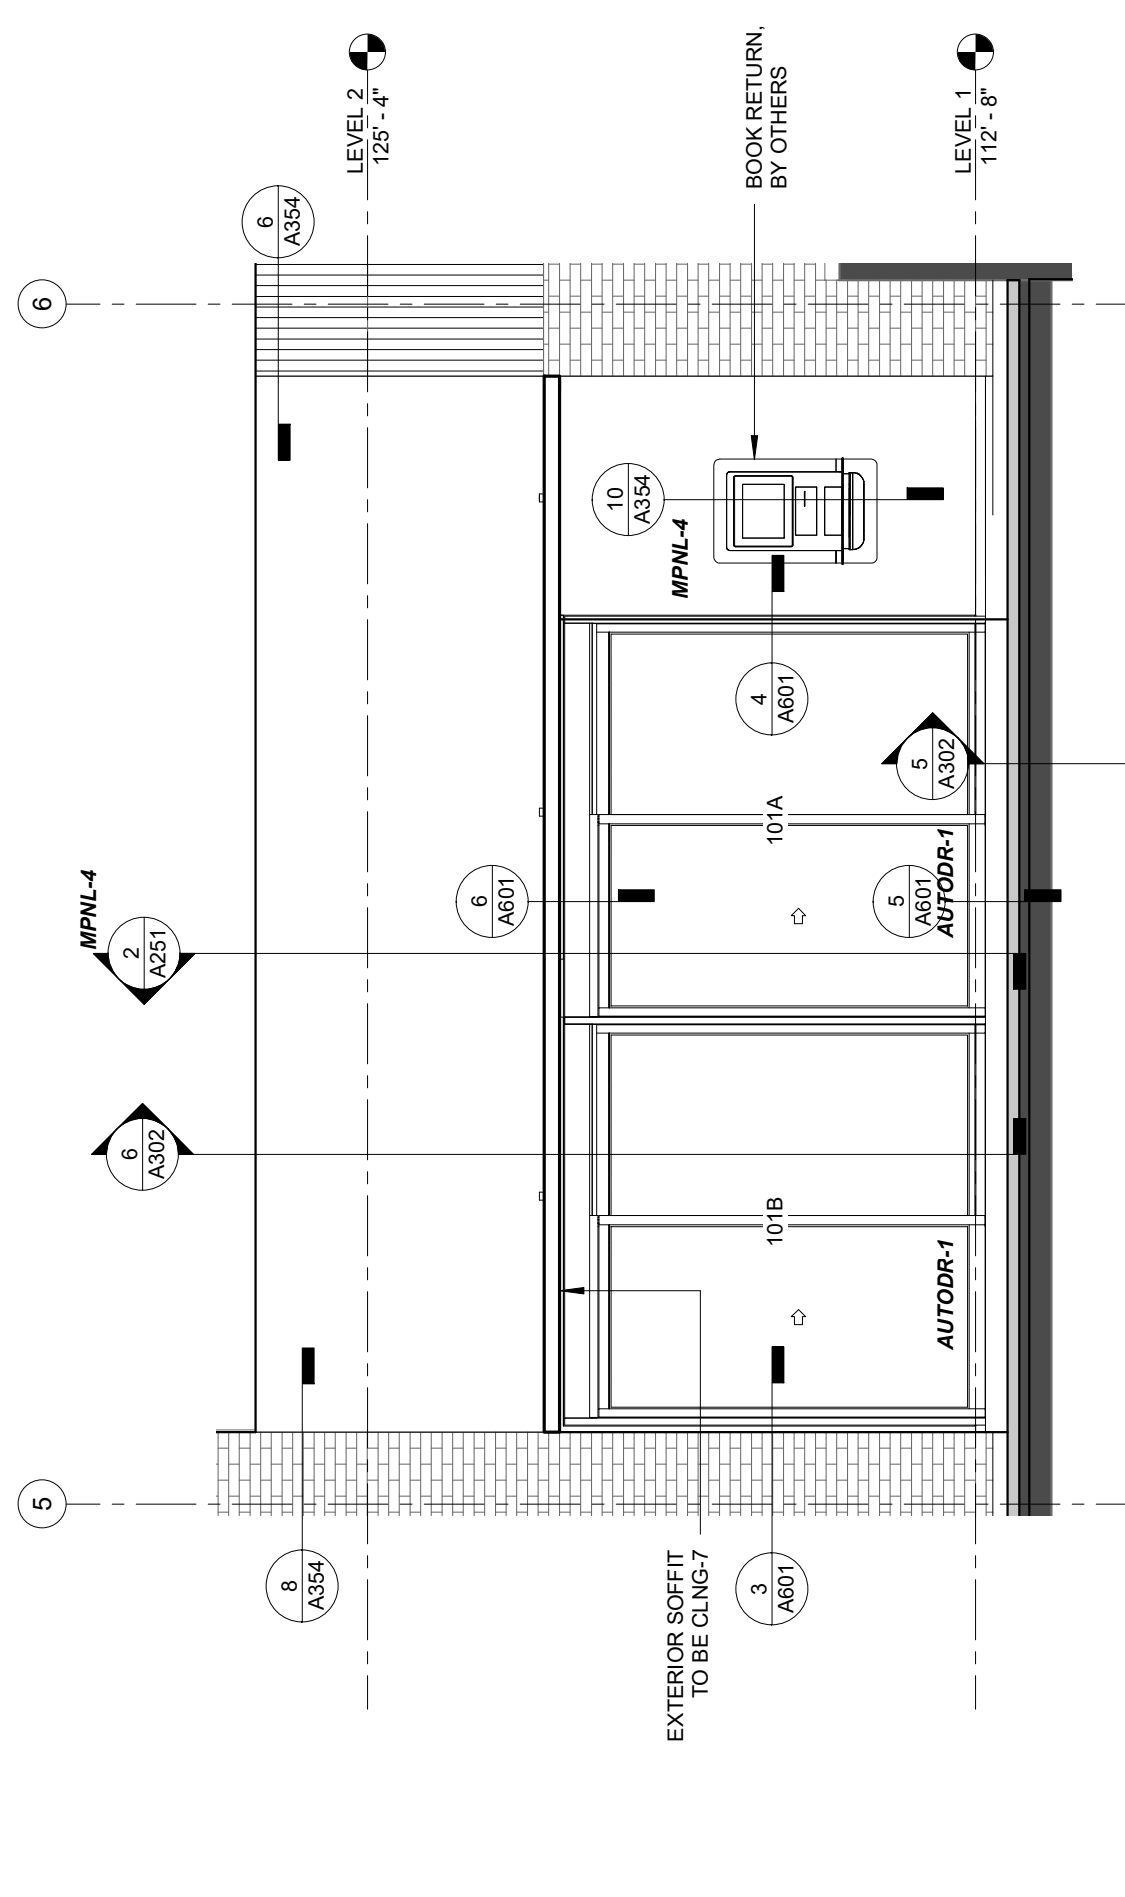 5
6
MPNL-4
6
A302
2
A251
6
A354
8
A354
LEVEL 2
125' - 4"
6
A601
MPNL-4
10
A354
BOOK RETURN,
BY OTHERS
EXTERIOR SOFFIT
TO BE CLNG-7
3
A601
101B
101A
4
A601
AUTODR-1
5
A601
AUTODR-1
5
A302
LEVEL 1
112' - 8"